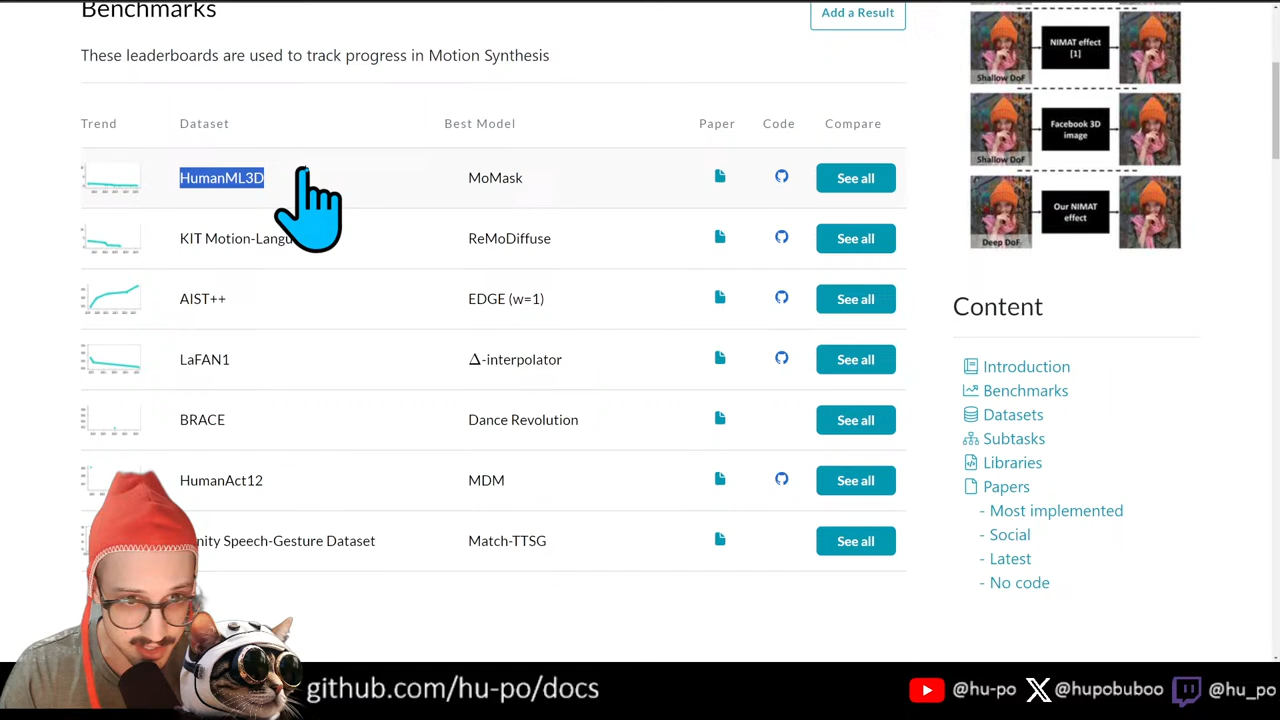 Benchmarks
Add a Result
These leaderboards are used to track progress in Motion Synthesis
Trend Dataset Best Model Paper Code Compare
HumanML3D MoMask See all
KIT Motion-Langu ReMoDiffuse See all
AIST++ EDGE (w=1) See all
LaFAN1 Δ-interpolator See all
BRACE Dance Revolution See all
HumanAct12 MDM See all
inity Speech-Gesture Dataset Match-TTSG See all
NIMAT effect
[1]
Shallow DoF
Facebook 3D
image
Shallow DoF
Our NIMAT
effect
Deep DoF
Content
Introduction
Benchmarks
Datasets
Subtasks
Libraries
Papers
- Most implemented
- Social
- Latest
- No code
github.com/hu-po/docs
@hu-po @hupobuboo @hu_po